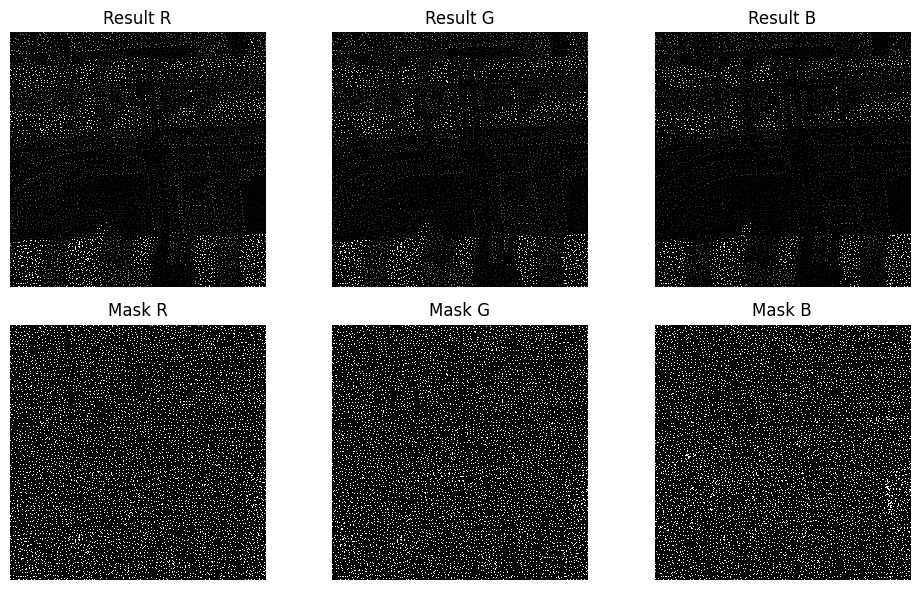 Result R
Result G
Result B
Mask R
Mask G
Mask B